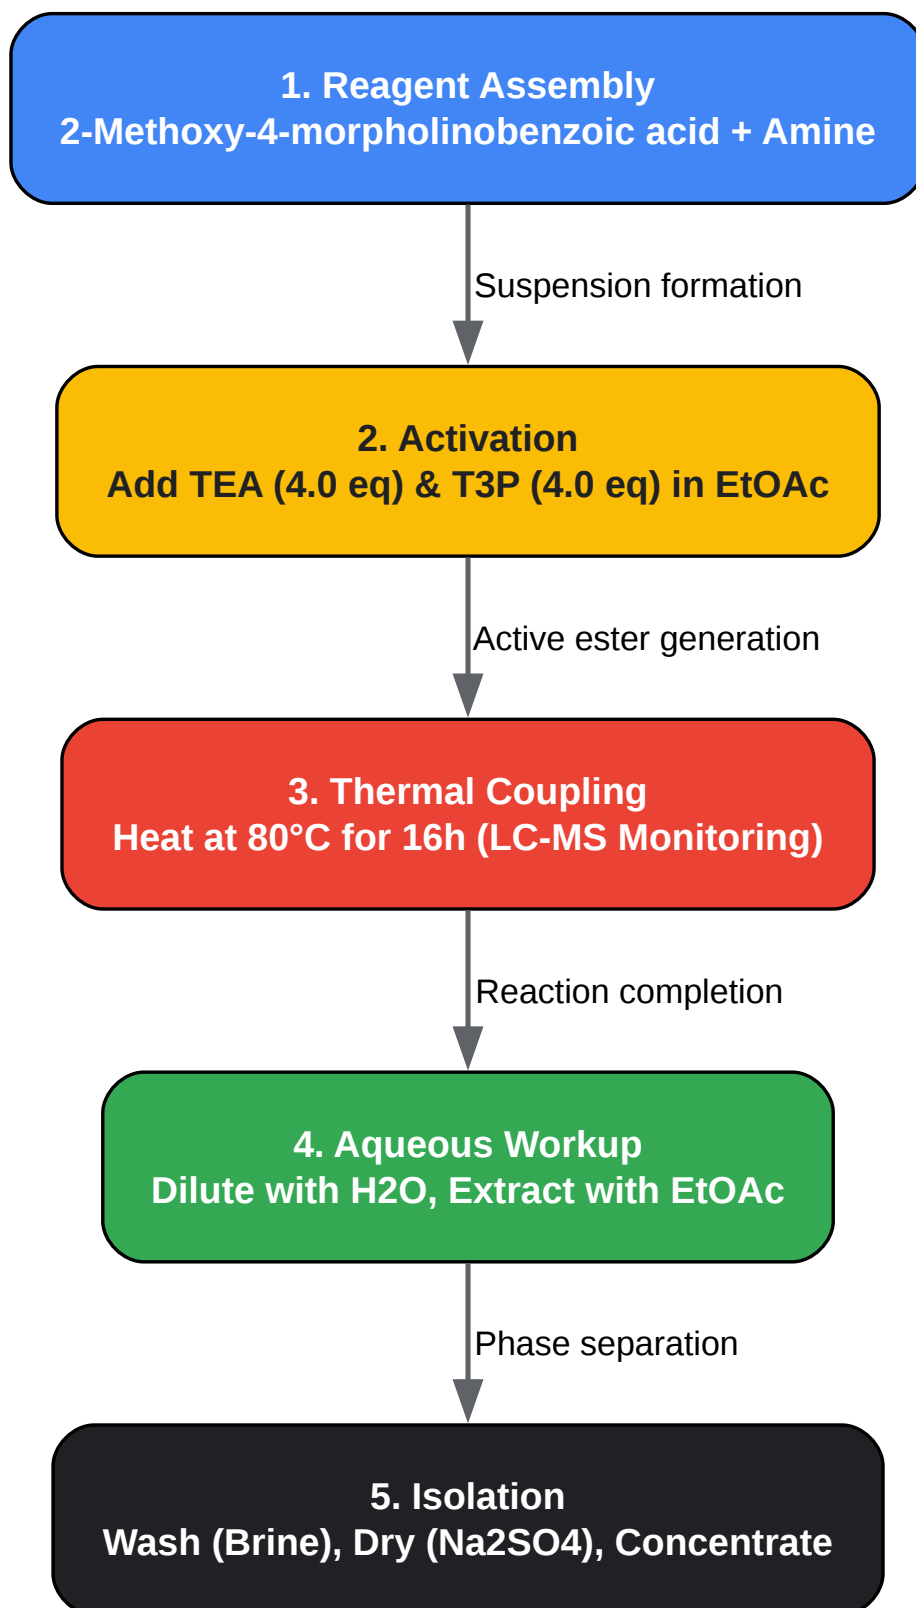 1. Reagent Assembly
2-Methoxy-4-morpholinobenzoic acid + Amine
Suspension formation
2. Activation
Add TEA (4.0 eq) & T3P (4.0 eq) in EtOAc
Active ester generation
3. Thermal Coupling
Heat at 80°C for 16h (LC-MS Monitoring)
Reaction completion
4. Aqueous Workup
Dilute with H2O, Extract with EtOAc
Phase separation
5. Isolation
Wash (Brine), Dry (Na2SO4), Concentrate